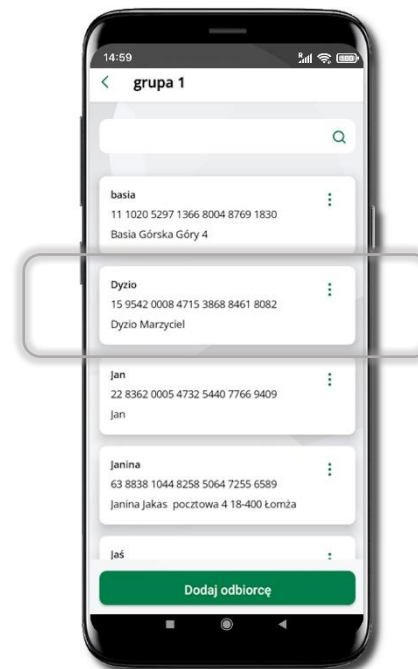 14:59
grupa 1
basia
11 1020 5297 1366 8004 8769 1830
Basia Górska Góry 4
Dyzio
15 9542 0008 4715 3868 8461 8082
Dyzio Marzyciel
Jan
22 8362 0005 4732 5440 7766 9409
Jan
Janina
63 8838 1044 8258 5064 7255 6589
Janina Jakas pocztowa 4 18-400 Łomża
Jaś
Dodaj odbiorcę